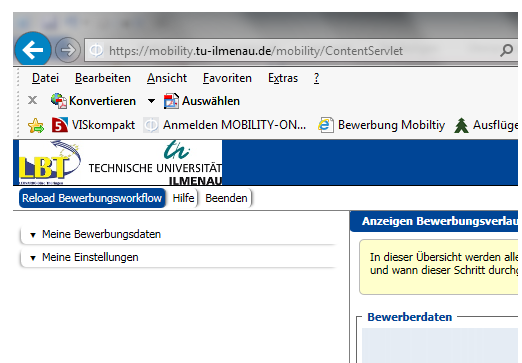 https://mobility.tu-ilmenau.de/mobility/ContentServlet
Datei Bearbeiten Ansicht Favoriten Extras ?
x Konvertieren Auswählen
VISkompakt Anmelden MOBILITY-ON... Bewerbung Mobiltiy Ausflüge
LBT th
TECHNISCHE UNIVERSITÄT
ILMENAU
Reload Bewerbungsworkflow Hilfe Beenden
Meine Bewerbungsdaten
Meine Einstellungen
Anzeigen Bewerbungsverlau
In dieser Übersicht werden alle
und wann dieser Schritt durchg
Bewerberdaten